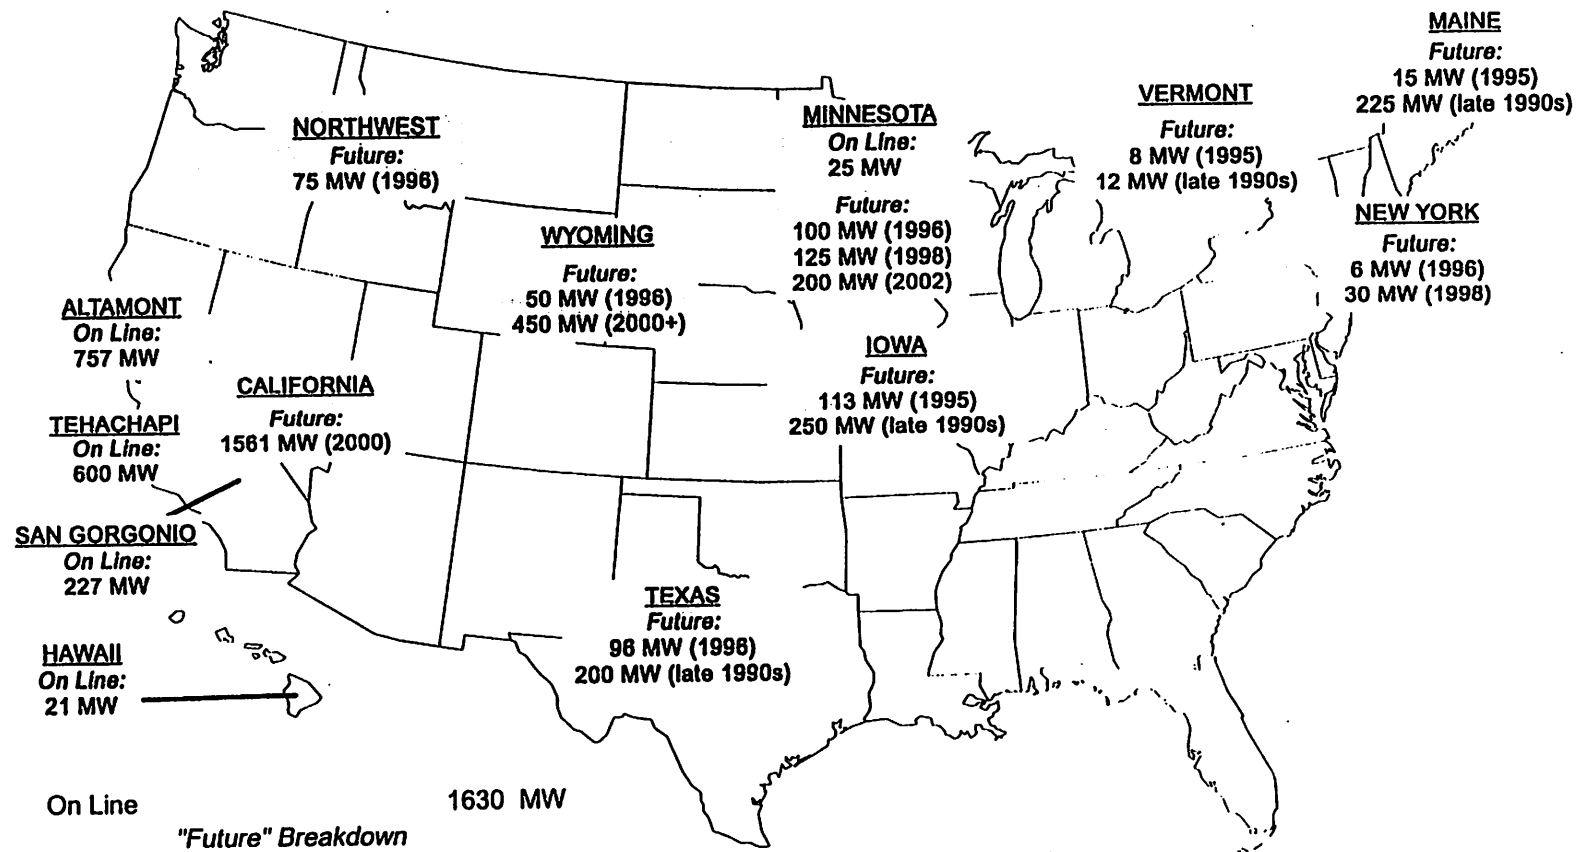 MAINE
Future:
15 MW (1995)
225 MW (late 1990s)
VERMONT
Future:
8 MW (1995)
12 MW (late 1990s)
MINNESOTA
On Line:
25 MW
Future:
100 MW (1996)
125 MW (1998)
200 MW (2002)
NORTHWEST
Future:
75 MW (1996)
NEW YORK
Future:
6 MW (1996)
30 MW (1998)
WYOMING
Future:
50 MW (1996)
450 MW (2000+)
ALTAMONT
On Line:
757 MW
IOWA
Future:
113 MW (1995)
250 MW (late 1990s)
CALIFORNIA
Future:
1561 MW (2000)
TEHACHAPI
On Line:
600 MW
SAN GORGONIO
On Line:
227 MW
TEXAS
Future:
96 MW (1996)
200 MW (late 1990s)
HAWAII
On Line:
21 MW
On Line 1630 MW
"Future" Breakdown